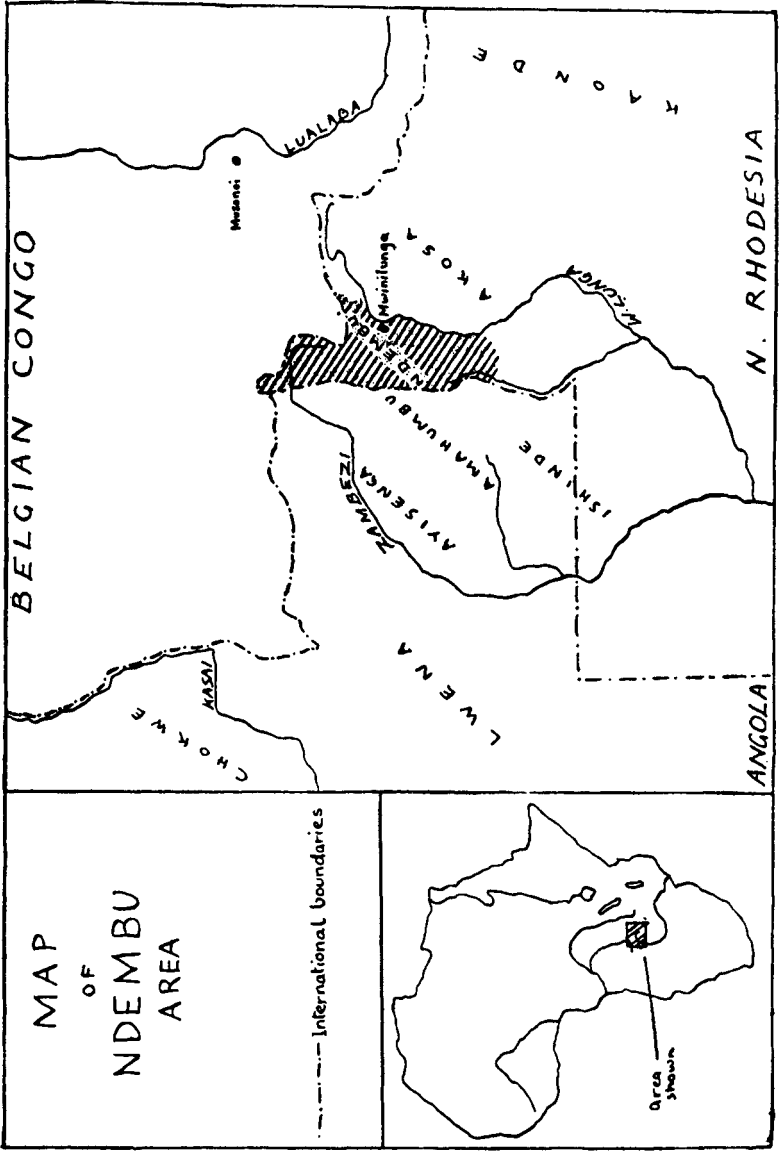 MAP
OF
NDEMBU
AREA
International boundaries
area
shown
BELGIAN CONGO
N. RHODESIA
ANGOLA
CHOKWE
KASAI
LWENA
ZAMBEZI
AYISENGA
AMAHUMBU
ISHINDE
NDEMBU
Mwinilunga
AKOSA
W.LUNGA
Musonoi
LUALABA
KAONDE